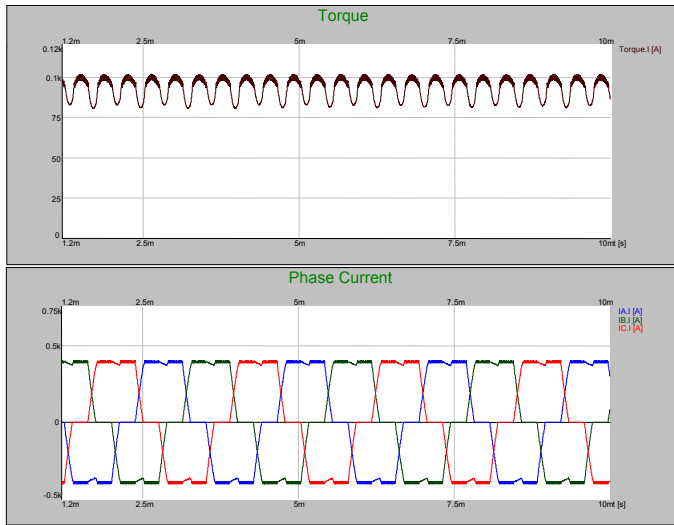 Torque
1.2m 2.5m 5m 7.5m 10m
0.12k
0.1k
75
50
25
0
Torque.I [A]
1.2m 2.5m 5m 7.5m 10m t [s]
Phase Current
1.2m 2.5m 5m 7.5m 10m
0.75k
0.5k
0
-0.5k
IA.I [A]
IB.I [A]
IC.I [A]
1.2m 2.5m 5m 7.5m 10m t [s]